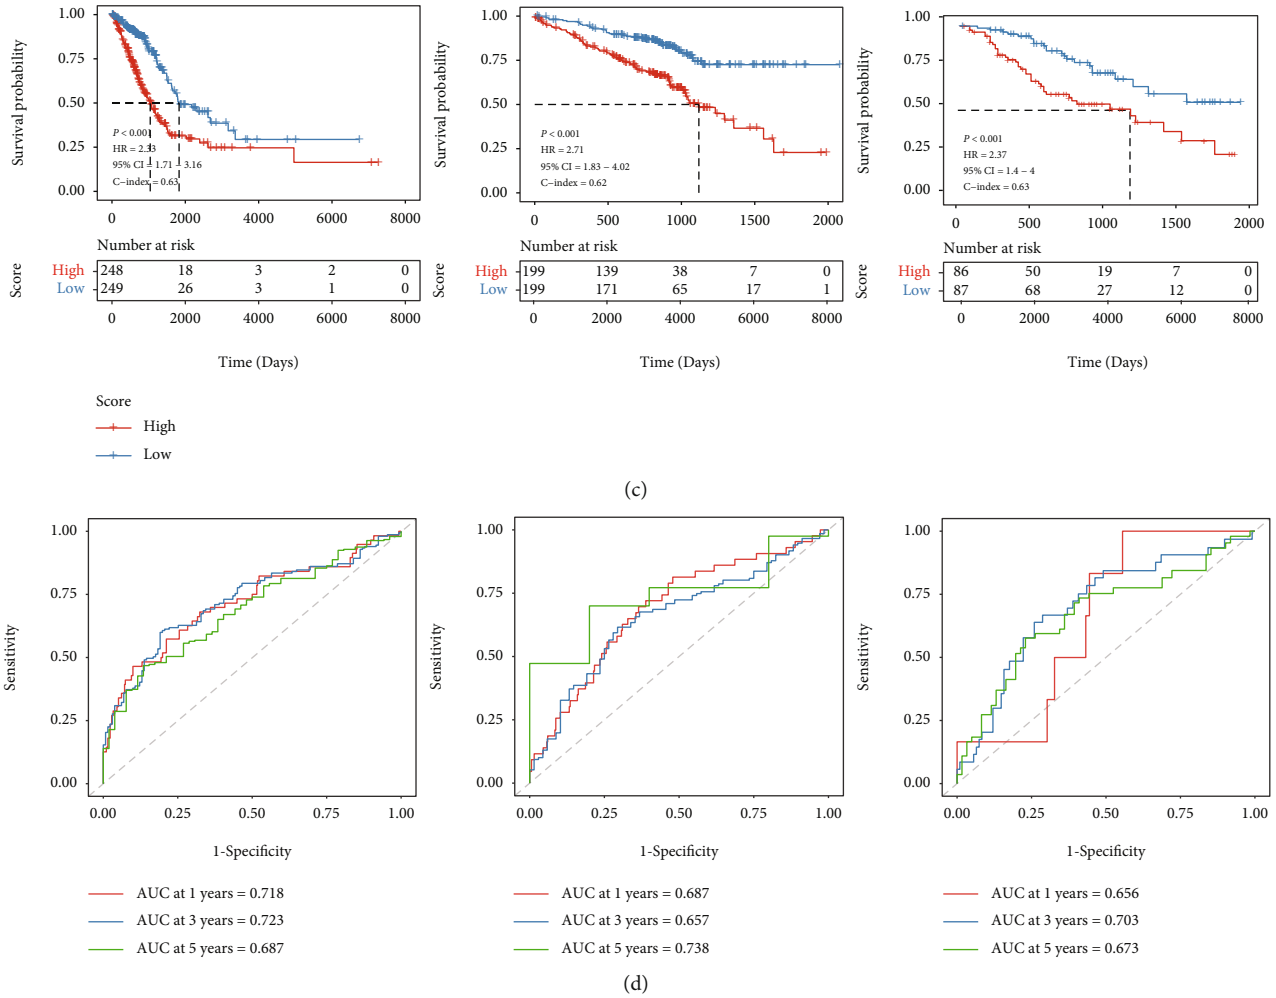 Survival probability
1.00
0.75
0.50
0.25
0.00
P < 0.001
HR = 2.33
95% CI = 1.71 − 3.16
C−index = 0.63
0 2000 4000 6000 8000
Number at risk
Score
High 248 18 3 2 0
Low 249 26 3 1 0
0 2000 4000 6000 8000
Time (Days)
Survival probability
1.00
0.75
0.50
0.25
0.00
P < 0.001
HR = 2.71
95% CI = 1.83 − 4.02
C−index = 0.62
0 500 1000 1500 2000
Number at risk
Score
High 199 139 38 7 0
Low 199 171 65 17 1
0 2000 4000 6000 8000
Time (Days)
Survival probability
1.00
0.75
0.50
0.25
0.00
P < 0.001
HR = 2.37
95% CI = 1.4 − 4
C−index = 0.63
0 500 1000 1500 2000
Number at risk
Score
High 86 50 19 7 0
Low 87 68 27 12 0
0 2000 4000 6000 8000
Time (Days)
Score
High
Low
(c)
Sensitivity
1.00
0.75
0.50
0.25
0.00
0.00 0.25 0.50 0.75 1.00
1-Specificity
AUC at 1 years = 0.718
AUC at 3 years = 0.723
AUC at 5 years = 0.687
Sensitivity
1.00
0.75
0.50
0.25
0.00
0.00 0.25 0.50 0.75 1.00
1-Specificity
AUC at 1 years = 0.687
AUC at 3 years = 0.657
AUC at 5 years = 0.738
Sensitivity
1.00
0.75
0.50
0.25
0.00
0.00 0.25 0.50 0.75 1.00
1-Specificity
AUC at 1 years = 0.656
AUC at 3 years = 0.703
AUC at 5 years = 0.673
(d)